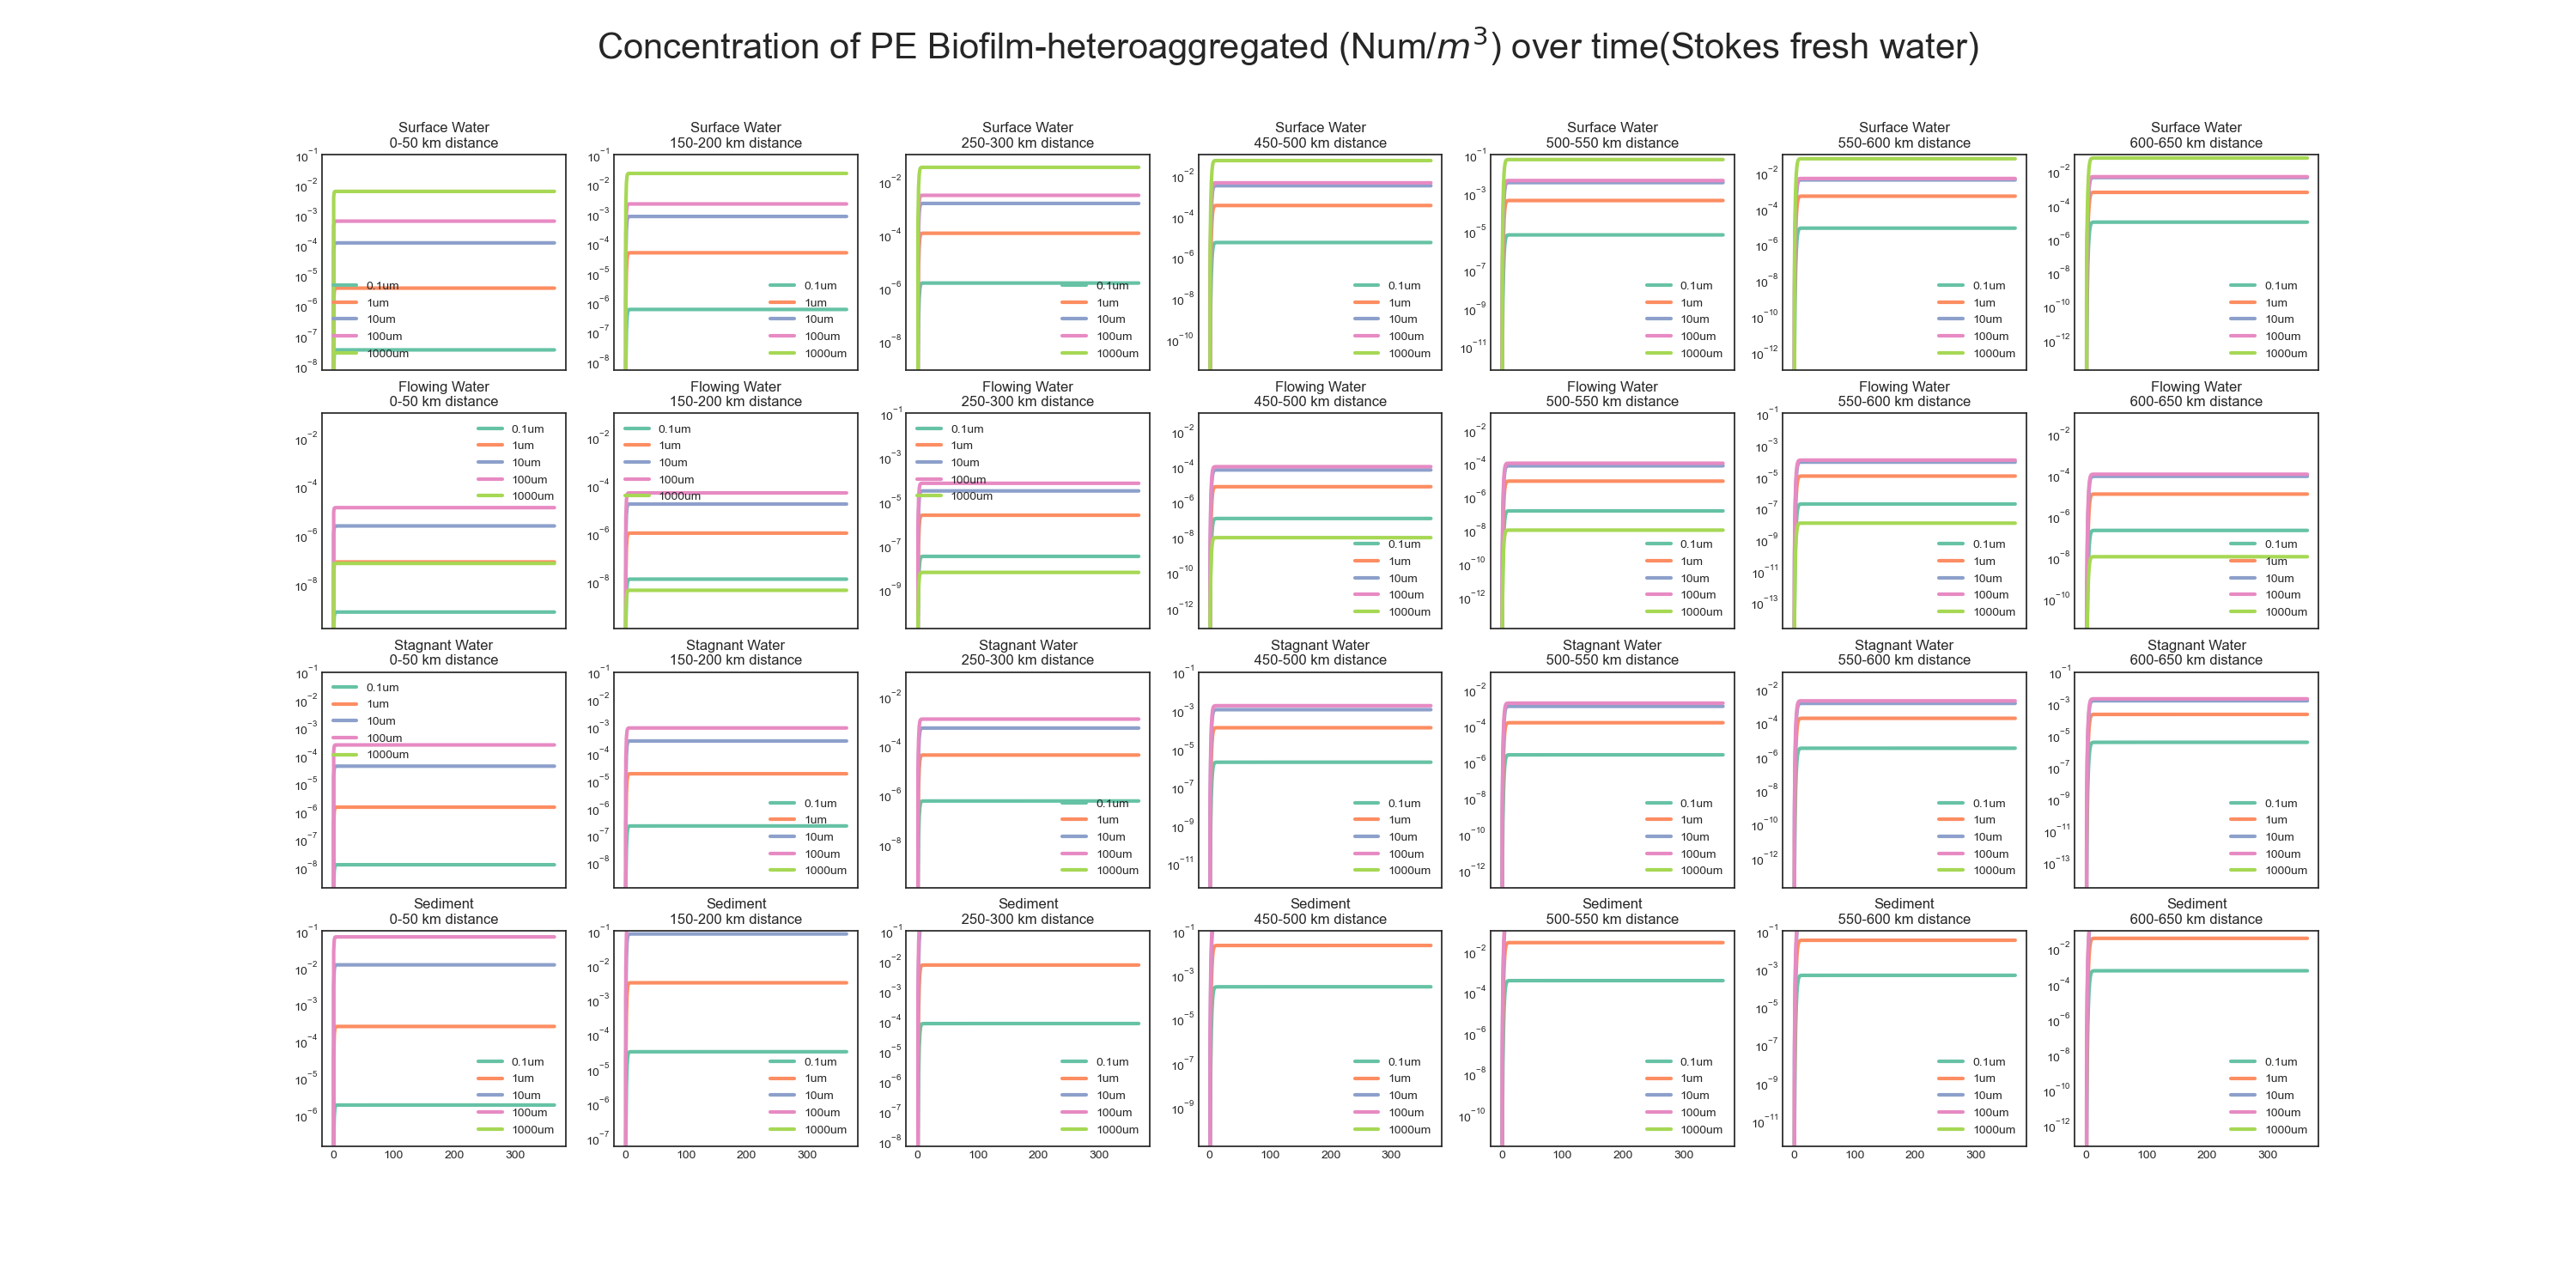 Concentration of PE Biofilm-heteroaggregated (Num/m³) over time(Stokes fresh water)
Surface Water
0-50 km distance
10⁻¹
10⁻²
10⁻³
10⁻⁴
10⁻⁵
10⁻⁶
10⁻⁷
10⁻⁸
0.1um
1um
10um
100um
1000um
Surface Water
150-200 km distance
10⁻¹
10⁻²
10⁻³
10⁻⁴
10⁻⁵
10⁻⁶
10⁻⁷
10⁻⁸
0.1um
1um
10um
100um
1000um
Surface Water
250-300 km distance
10⁻²
10⁻⁴
10⁻⁶
10⁻⁸
0.1um
1um
10um
100um
1000um
Surface Water
450-500 km distance
10⁻²
10⁻⁴
10⁻⁶
10⁻⁸
10⁻¹⁰
0.1um
1um
10um
100um
1000um
Surface Water
500-550 km distance
10⁻¹
10⁻³
10⁻⁵
10⁻⁷
10⁻⁹
10⁻¹¹
0.1um
1um
10um
100um
1000um
Surface Water
550-600 km distance
10⁻²
10⁻⁴
10⁻⁶
10⁻⁸
10⁻¹⁰
10⁻¹²
0.1um
1um
10um
100um
1000um
Surface Water
600-650 km distance
10⁻²
10⁻⁴
10⁻⁶
10⁻⁸
10⁻¹⁰
10⁻¹²
0.1um
1um
10um
100um
1000um
Flowing Water
0-50 km distance
10⁻²
10⁻⁴
10⁻⁶
10⁻⁸
0.1um
1um
10um
100um
1000um
Flowing Water
150-200 km distance
10⁻²
10⁻⁴
10⁻⁶
10⁻⁸
0.1um
1um
10um
100um
1000um
Flowing Water
250-300 km distance
10⁻¹
10⁻³
10⁻⁵
10⁻⁷
10⁻⁹
0.1um
1um
10um
100um
1000um
Flowing Water
450-500 km distance
10⁻²
10⁻⁴
10⁻⁶
10⁻⁸
10⁻¹⁰
10⁻¹²
0.1um
1um
10um
100um
1000um
Flowing Water
500-550 km distance
10⁻²
10⁻⁴
10⁻⁶
10⁻⁸
10⁻¹⁰
10⁻¹²
0.1um
1um
10um
100um
1000um
Flowing Water
550-600 km distance
10⁻¹
10⁻³
10⁻⁵
10⁻⁷
10⁻⁹
10⁻¹¹
10⁻¹³
0.1um
1um
10um
100um
1000um
Flowing Water
600-650 km distance
10⁻²
10⁻⁴
10⁻⁶
10⁻⁸
10⁻¹⁰
0.1um
1um
10um
100um
1000um
Stagnant Water
0-50 km distance
10⁻¹
10⁻²
10⁻³
10⁻⁴
10⁻⁵
10⁻⁶
10⁻⁷
10⁻⁸
0.1um
1um
10um
100um
1000um
Stagnant Water
150-200 km distance
10⁻¹
10⁻²
10⁻³
10⁻⁴
10⁻⁵
10⁻⁶
10⁻⁷
10⁻⁸
0.1um
1um
10um
100um
1000um
Stagnant Water
250-300 km distance
10⁻²
10⁻⁴
10⁻⁶
10⁻⁸
0.1um
1um
10um
100um
1000um
Stagnant Water
450-500 km distance
10⁻¹
10⁻³
10⁻⁵
10⁻⁷
10⁻⁹
10⁻¹¹
0.1um
1um
10um
100um
1000um
Stagnant Water
500-550 km distance
10⁻²
10⁻⁴
10⁻⁶
10⁻⁸
10⁻¹⁰
10⁻¹²
0.1um
1um
10um
100um
1000um
Stagnant Water
550-600 km distance
10⁻²
10⁻⁴
10⁻⁶
10⁻⁸
10⁻¹⁰
10⁻¹²
0.1um
1um
10um
100um
1000um
Stagnant Water
600-650 km distance
10⁻¹
10⁻³
10⁻⁵
10⁻⁷
10⁻⁹
10⁻¹¹
10⁻¹³
0.1um
1um
10um
100um
1000um
Sediment
0-50 km distance
10⁻¹
10⁻²
10⁻³
10⁻⁴
10⁻⁵
10⁻⁶
0.1um
1um
10um
100um
1000um
0 100 200 300
Sediment
150-200 km distance
10⁻¹
10⁻²
10⁻³
10⁻⁴
10⁻⁵
10⁻⁶
10⁻⁷
0.1um
1um
10um
100um
1000um
0 100 200 300
Sediment
250-300 km distance
10⁻¹
10⁻²
10⁻³
10⁻⁴
10⁻⁵
10⁻⁶
10⁻⁷
10⁻⁸
0.1um
1um
10um
100um
1000um
0 100 200 300
Sediment
450-500 km distance
10⁻¹
10⁻³
10⁻⁵
10⁻⁷
10⁻⁹
0.1um
1um
10um
100um
1000um
0 100 200 300
Sediment
500-550 km distance
10⁻²
10⁻⁴
10⁻⁶
10⁻⁸
10⁻¹⁰
0.1um
1um
10um
100um
1000um
0 100 200 300
Sediment
550-600 km distance
10⁻¹
10⁻³
10⁻⁵
10⁻⁷
10⁻⁹
10⁻¹¹
0.1um
1um
10um
100um
1000um
0 100 200 300
Sediment
600-650 km distance
10⁻²
10⁻⁴
10⁻⁶
10⁻⁸
10⁻¹⁰
10⁻¹²
0.1um
1um
10um
100um
1000um
0 100 200 300